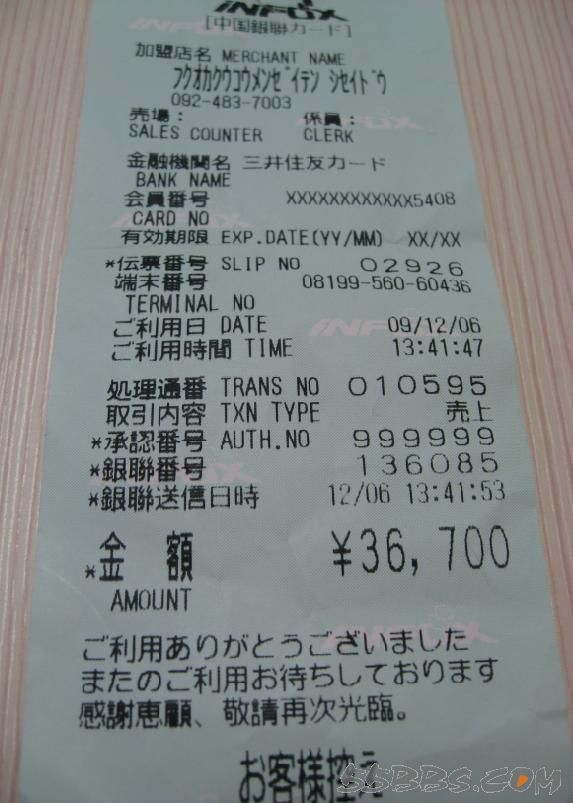 INFOX
[中国銀聯カード]
加盟店名 MERCHANT NAME
フクオカクウコウメンゼイテン シセイドウ
092-483-7003
売場: 係員:
SALES COUNTER CLERK
金融機関名 三井住友カード
BANK NAME
会員番号 XXXXXXXXXXXX5408
CARD NO
有効期限 EXP.DATE(YY/MM) XX/XX
*伝票番号 SLIP NO 02926
端末番号 08199-560-60436
TERMINAL NO
ご利用日 DATE 09/12/06
ご利用時間 TIME 13:41:47
処理通番 TRANS NO 010595
取引内容 TXN TYPE 売上
*承認番号 AUTH.NO 999999
*銀聯番号 136085
*銀聯送信日時 12/06 13:41:53
*金 額 ¥36,700
AMOUNT
ご利用ありがとうございました
またのご利用お待ちしております
感謝恵顧、敬請再次光臨。
お客様控え
55BBS.COM